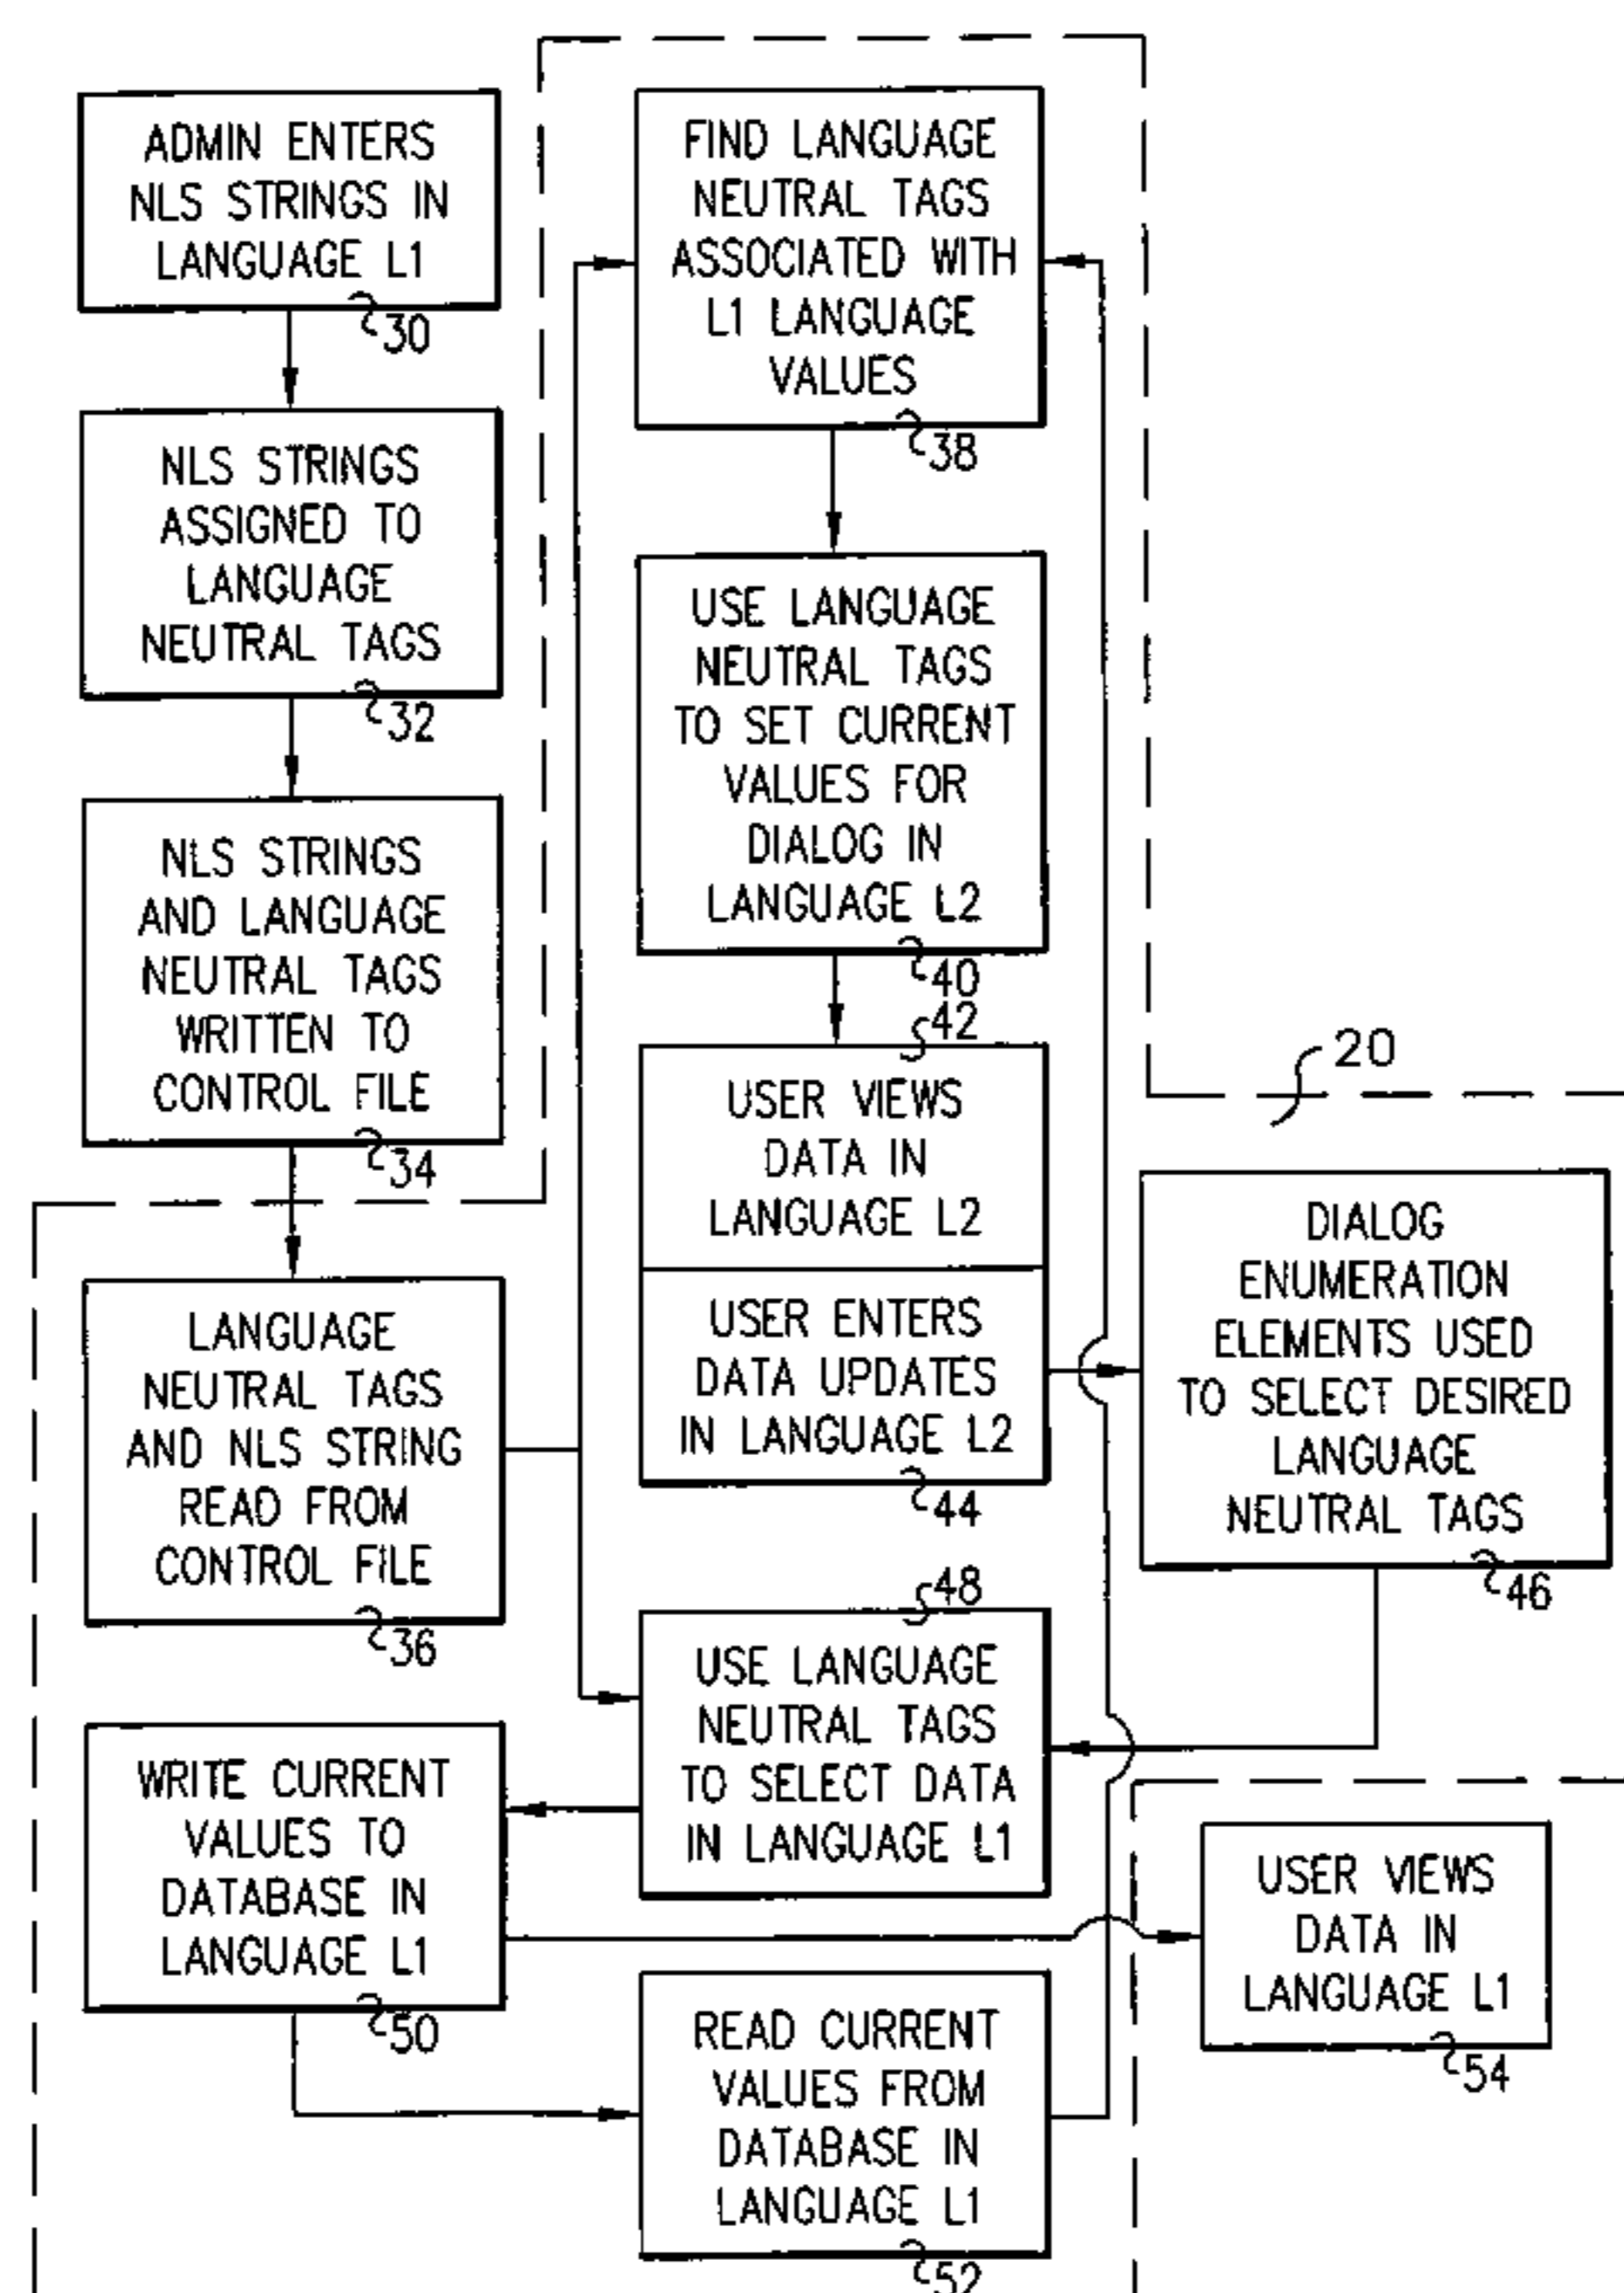 ADMIN ENTERS
NLS STRINGS IN
LANGUAGE L1
30
NLS STRINGS
ASSIGNED TO
LANGUAGE
NEUTRAL TAGS
32
NLS STRINGS
AND LANGUAGE
NEUTRAL TAGS
WRITTEN TO
CONTROL FILE
34
LANGUAGE
NEUTRAL TAGS
AND NLS STRING
READ FROM
CONTROL FILE
36
FIND LANGUAGE
NEUTRAL TAGS
ASSOCIATED WITH
L1 LANGUAGE
VALUES
38
USE LANGUAGE
NEUTRAL TAGS
TO SET CURRENT
VALUES FOR
DIALOG IN
LANGUAGE L2
40
42
USER VIEWS
DATA IN
LANGUAGE L2
USER ENTERS
DATA UPDATES
IN LANGUAGE L2
44
20
DIALOG
ENUMERATION
ELEMENTS USED
TO SELECT DESIRED
LANGUAGE
NEUTRAL TAGS
46
48
USE LANGUAGE
NEUTRAL TAGS
TO SELECT DATA
IN LANGUAGE L1
WRITE CURRENT
VALUES TO
DATABASE IN
LANGUAGE L1
50
READ CURRENT
VALUES FROM
DATABASE IN
LANGUAGE L1
52
USER VIEWS
DATA IN
LANGUAGE L1
54